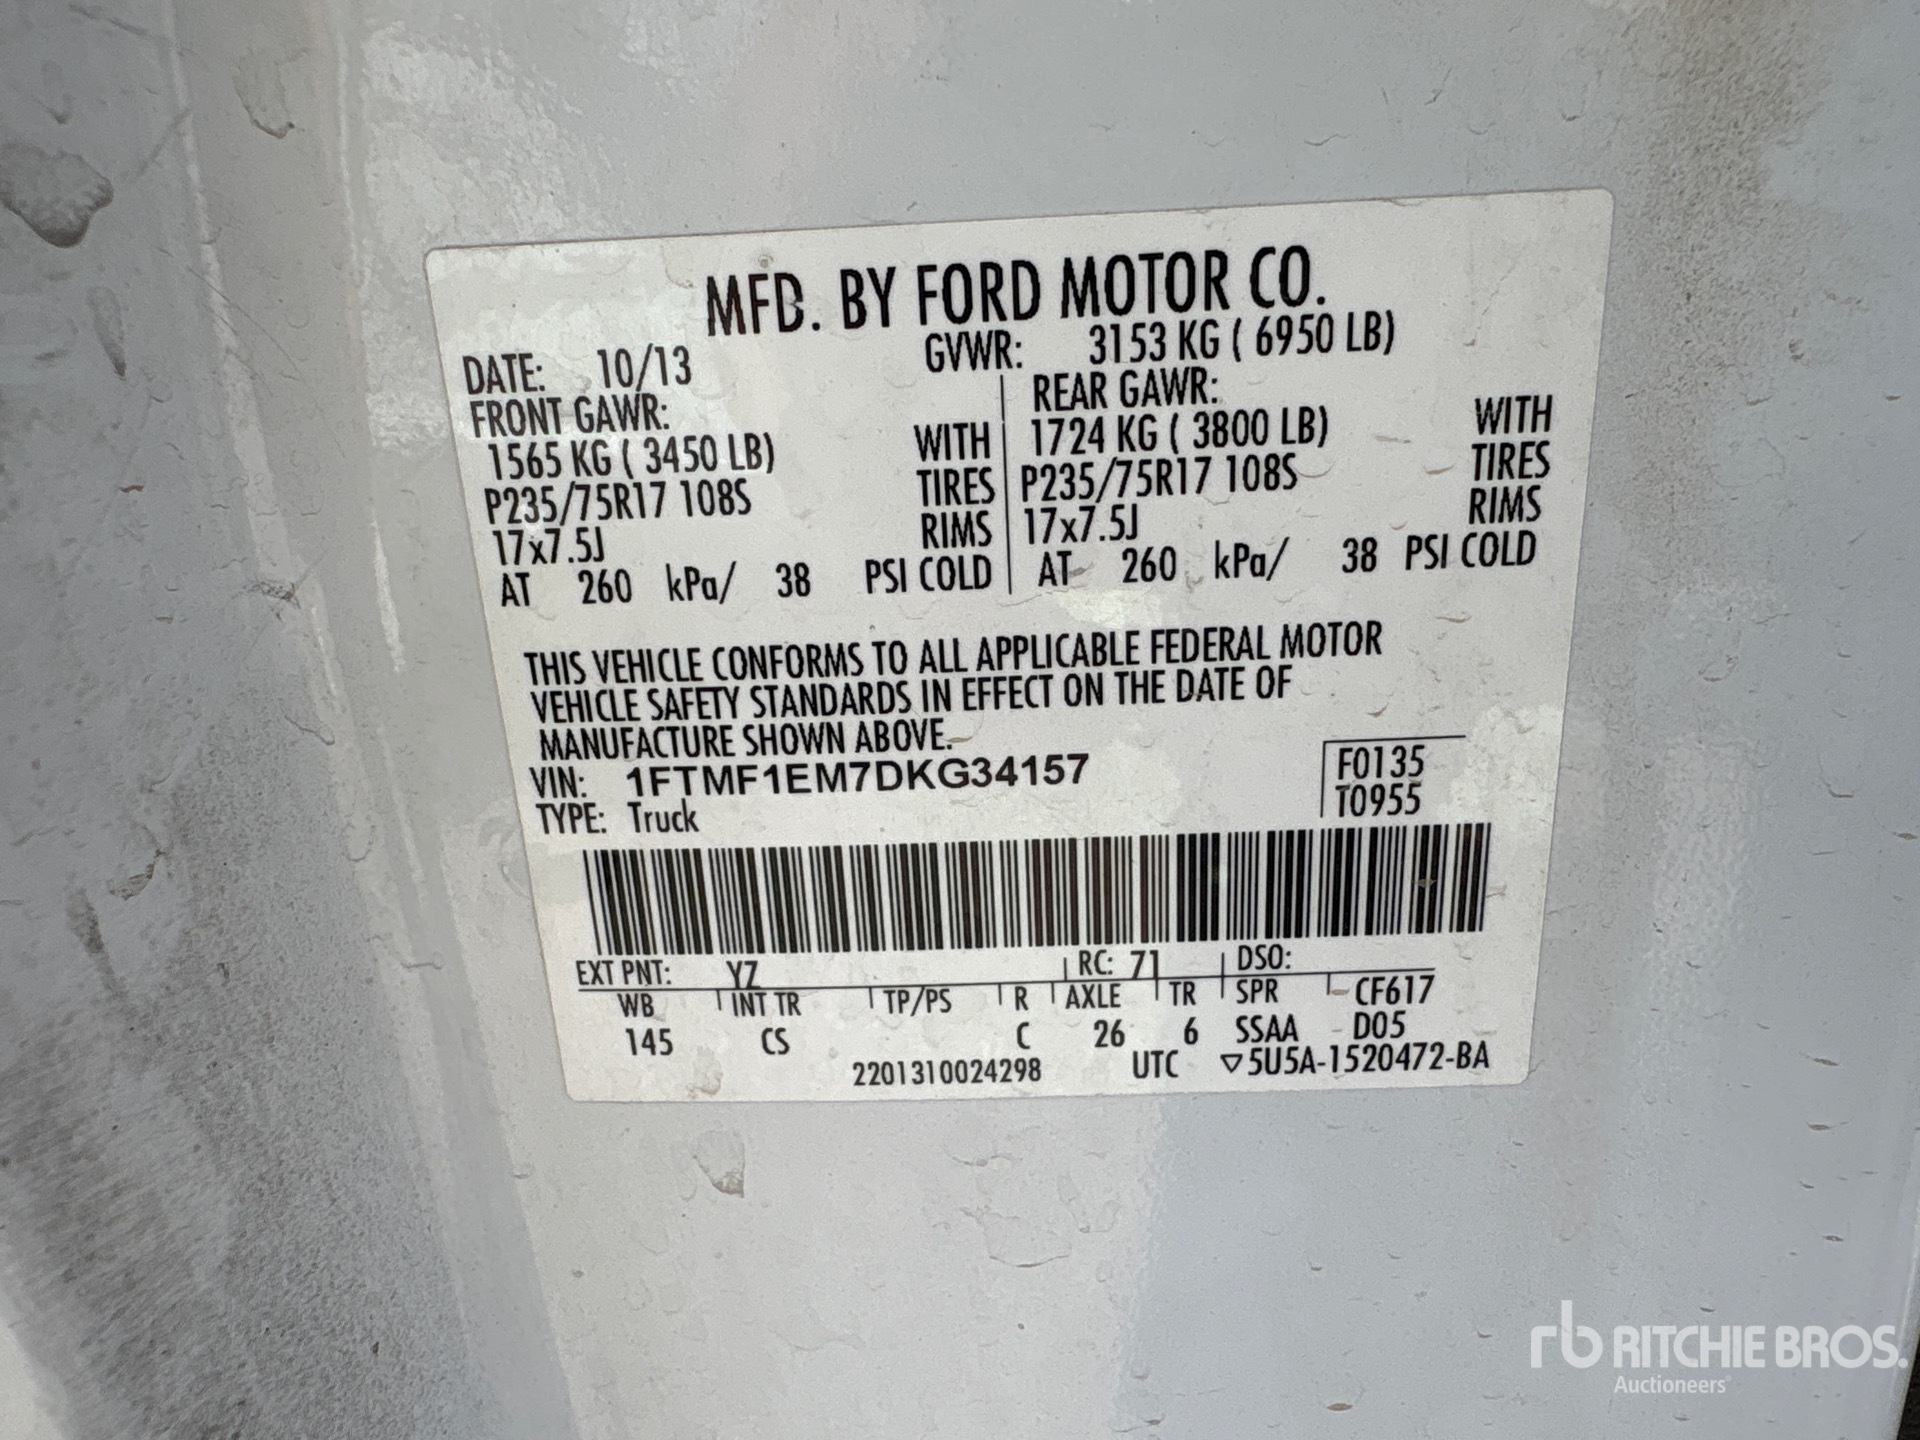 MFD. BY FORD MOTOR CO.
DATE: 10/13 GVWR: 3153 KG ( 6950 LB)
FRONT GAWR: REAR GAWR:
1565 KG ( 3450 LB) WITH 1724 KG ( 3800 LB) WITH
P235/75R17 108S TIRES P235/75R17 108S TIRES
17x7.5J RIMS 17x7.5J RIMS
AT 260 kPa/ 38 PSI COLD AT 260 kPa/ 38 PSI COLD
THIS VEHICLE CONFORMS TO ALL APPLICABLE FEDERAL MOTOR
VEHICLE SAFETY STANDARDS IN EFFECT ON THE DATE OF
MANUFACTURE SHOWN ABOVE.
VIN: 1FTMF1EM7DKG34157 F0135
TYPE: Truck T0955
EXT PNT: YZ RC: 71 DSO:
WB INT TR TP/PS R AXLE TR SPR CF617
145 CS C 26 6 SSAA D05
2201310024298 UTC ▽5U5A-1520472-BA
rb RITCHIE BROS.
Auctioneers